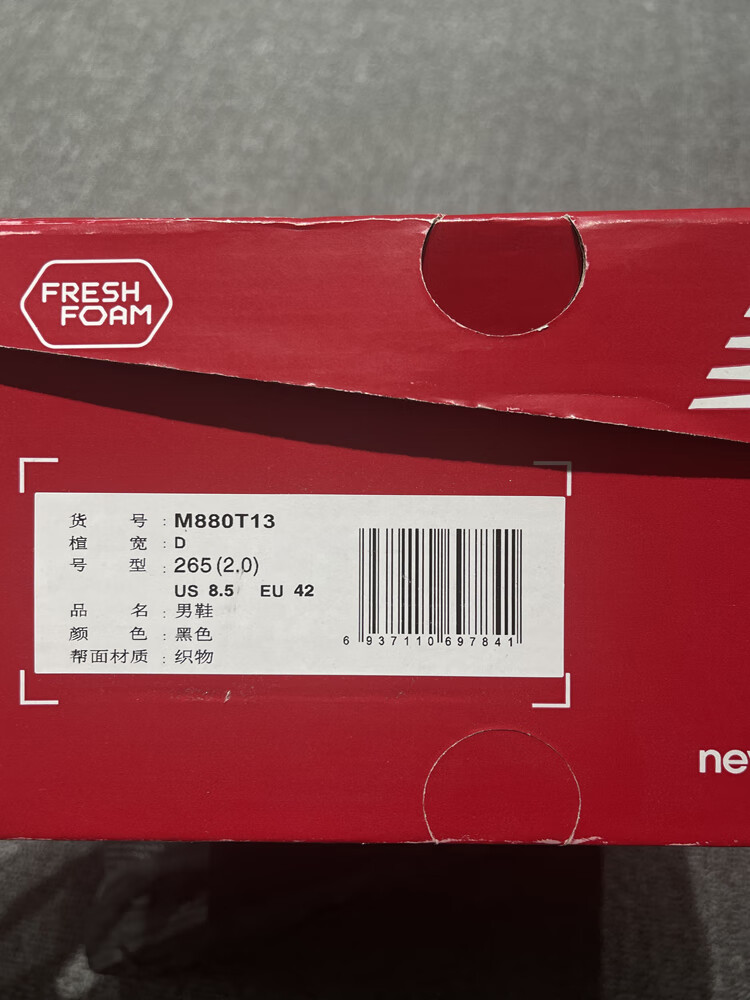 FRESH
FOAM
货 号 : M880T13
楦 宽 : D
号 型 : 265(2.0)
US 8.5 EU 42
品 名 : 男鞋
颜 色 : 黑色
帮面材质 : 织物
6 937110 697841
ne